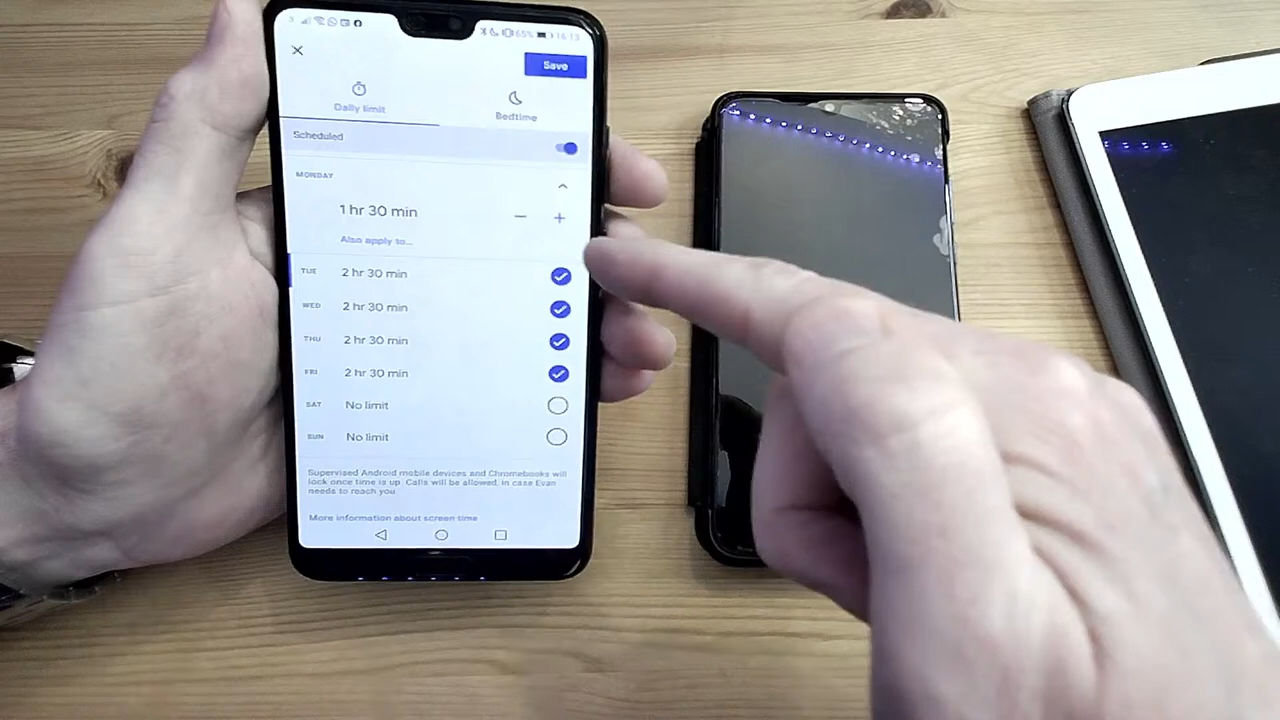 65% 16:13
Save
Daily limit
Bedtime
Scheduled
MONDAY
1 hr 30 min
Also apply to...
TUE 2 hr 30 min
WED 2 hr 30 min
THU 2 hr 30 min
FRI 2 hr 30 min
SAT No limit
SUN No limit
Supervised Android mobile devices and Chromebooks will
lock once time is up. Calls will be allowed, in case Evan
needs to reach you
More information about screen time